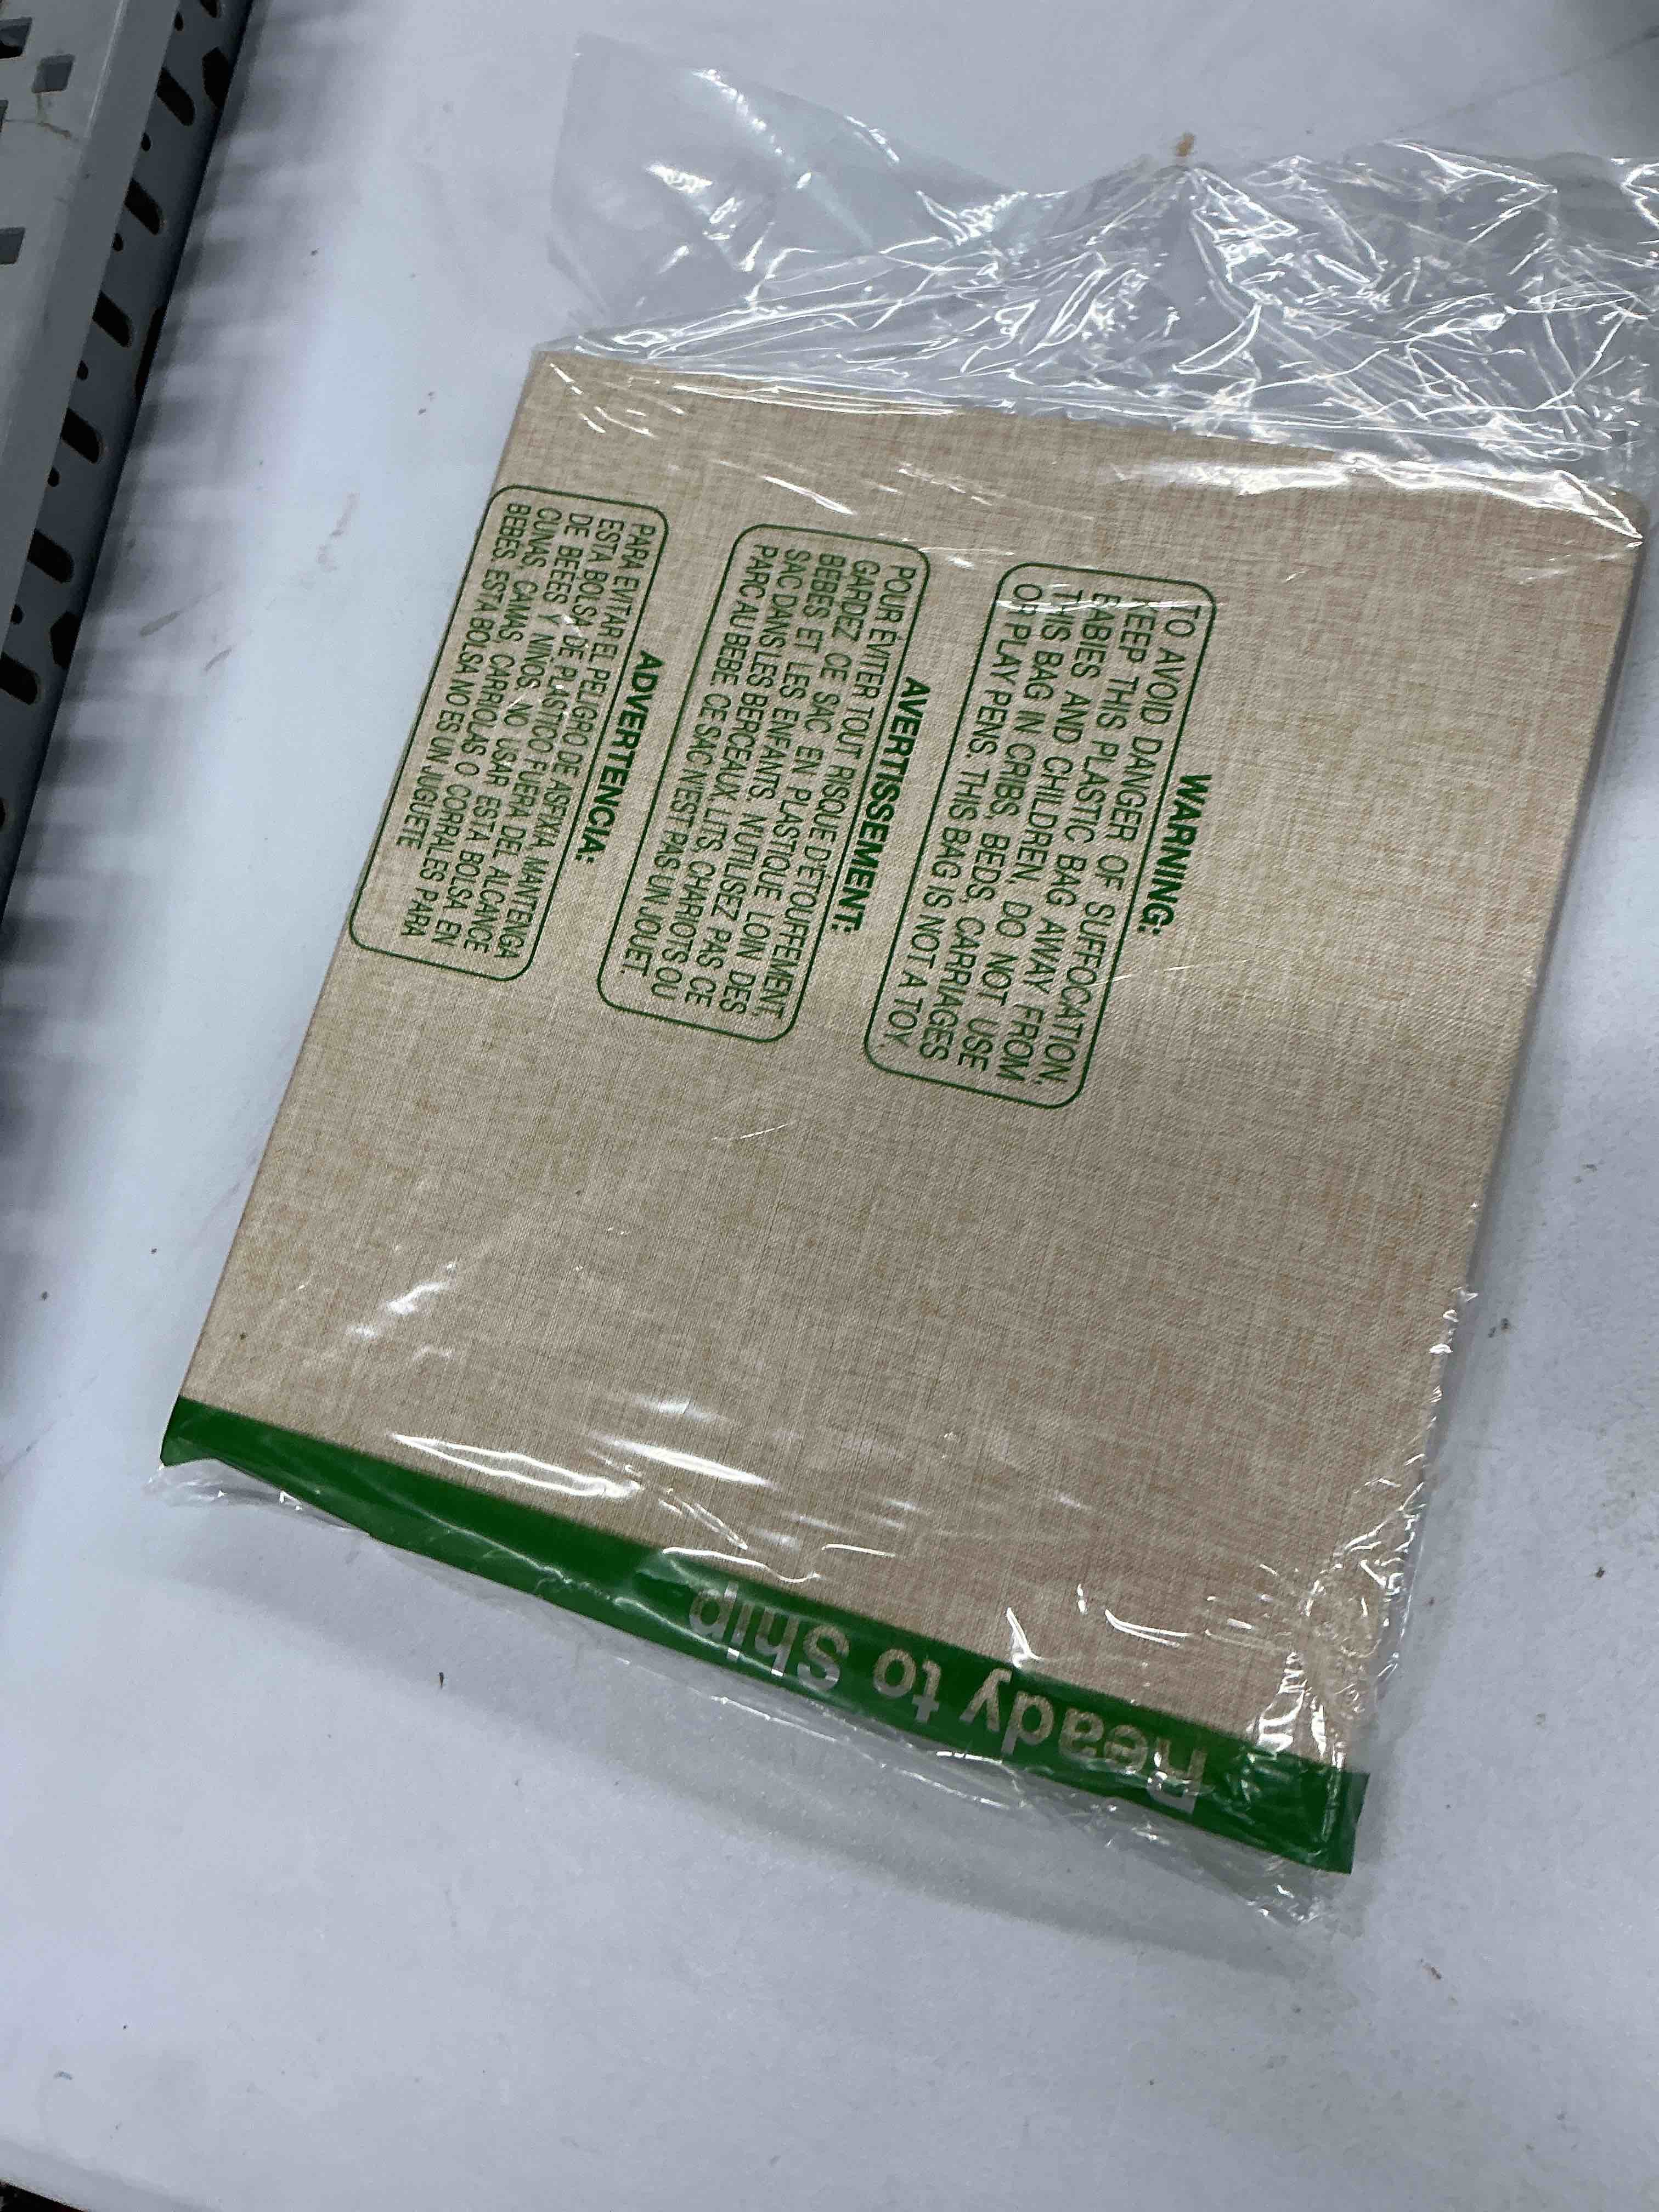 WARNING:
TO AVOID DANGER OF SUFFOCATION,
KEEP THIS PLASTIC BAG AWAY FROM
BABIES AND CHILDREN, DO NOT USE
THIS BAG IN CRIBS, BEDS, CARRIAGES
OR PLAY PENS. THIS BAG IS NOT A TOY.
AVERTISSEMENT:
POUR ÉVITER TOUT RISQUE D'ÉTOUFFEMENT,
GARDEZ CE SAC EN PLASTIQUE LOIN DES
BEBES ET LES ENFANTS. N'UTILISEZ PAS CE
SAC DANS LES BERCEAUX, LITS, CHARIOTS OU
PARC AU BEBE. CE SAC N'EST PAS UN JOUET.
ADVERTENCIA:
PARA EVITAR EL PELIGRO DE ASFIXIA, MANTENGA
ESTA BOLSA DE PLASTICO FUERA DEL ALCANCE
DE BEBES Y NIÑOS, NO USAR ESTA BOLSA EN
CUNAS, CAMAS, CARRIOLAS O CORRALES PARA
BEBÉS. ESTA BOLSA NO ES UN JUGUETE
Ready to Ship